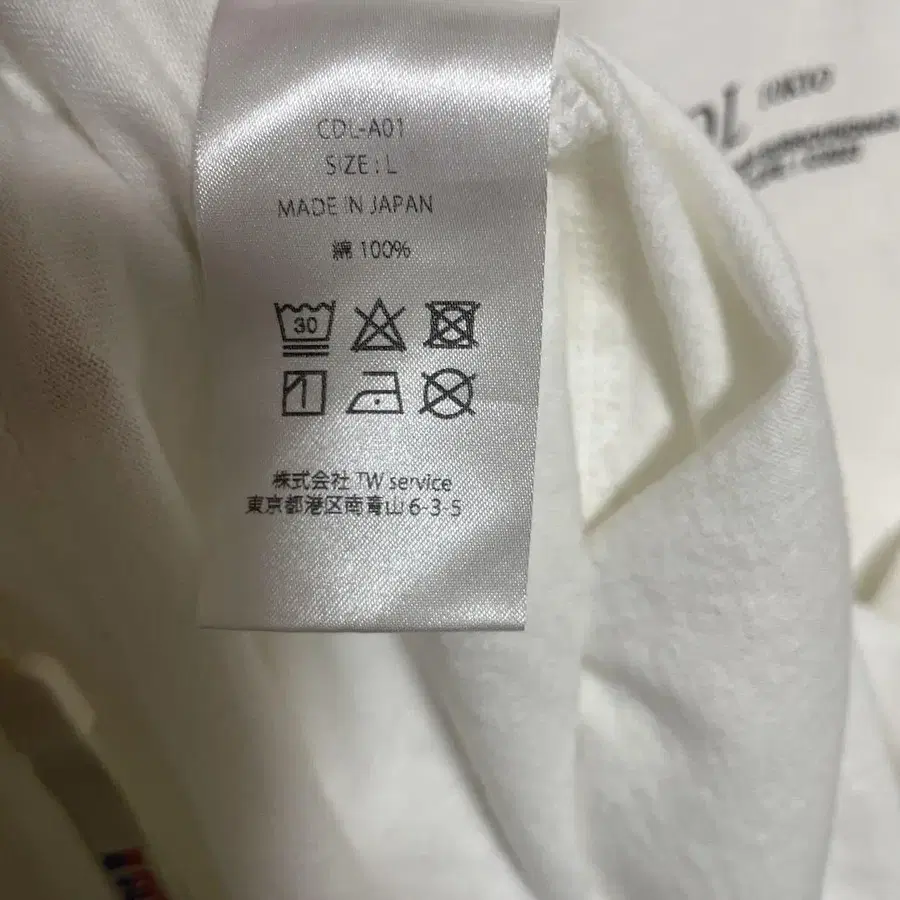 CDL-A01
SIZE : L
MADE IN JAPAN
綿 100%
30
株式会社 TW service
東京都港区南青山 6-3-5